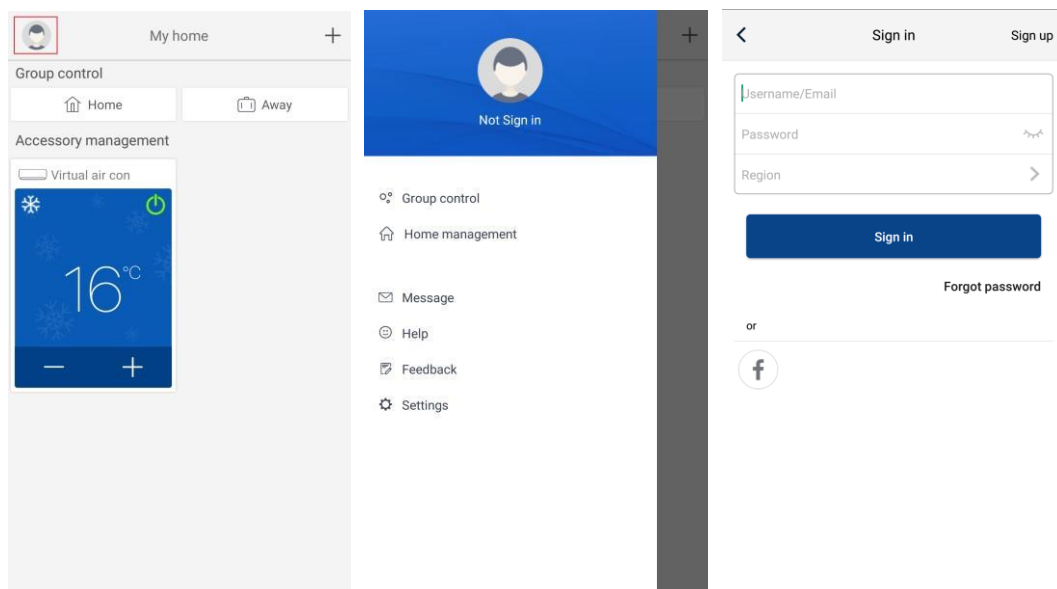 My home
Group control
Home
Away
Accessory management
Virtual air con
16°C
Not Sign in
Group control
Home management
Message
Help
Feedback
Settings
Sign in
Sign up
Username/Email
Password
Region
Sign in
Forgot password
or
f